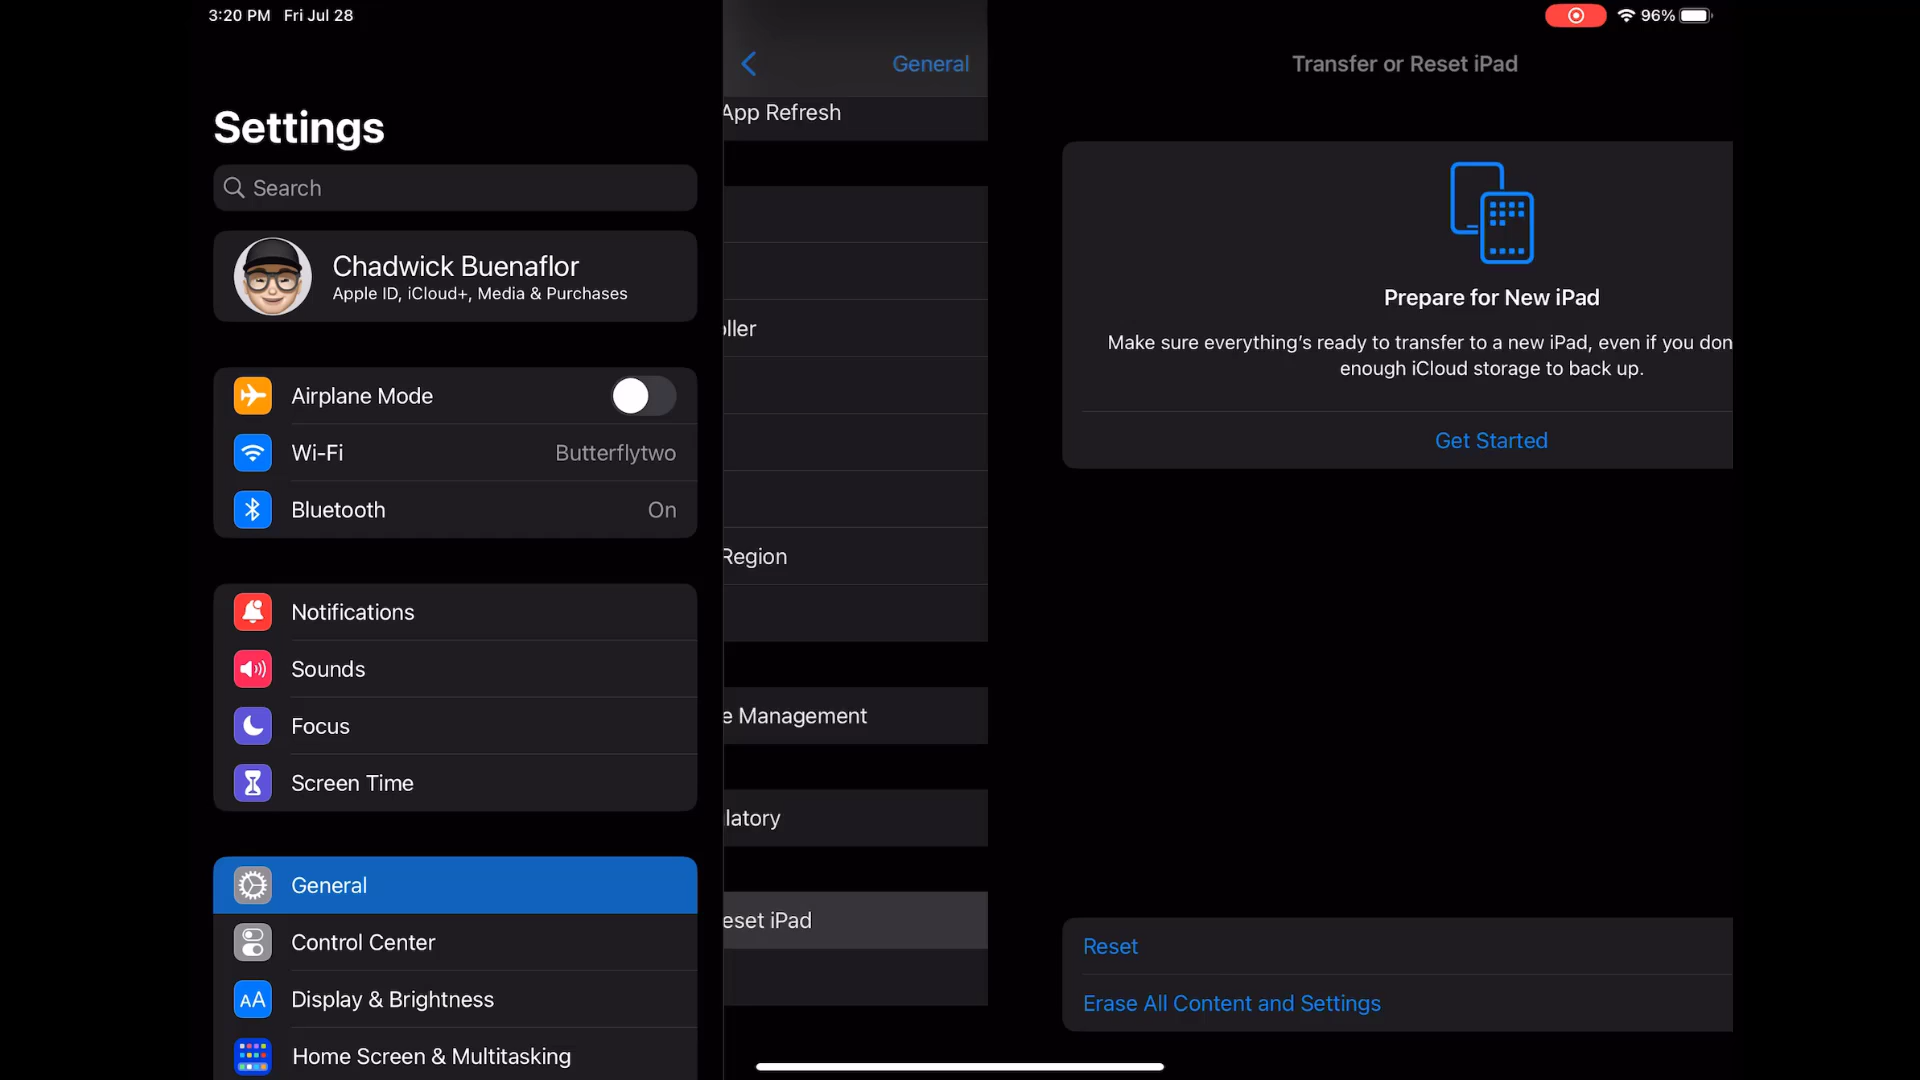 3:20 PM Fri Jul 28
96%
Settings
Search
Chadwick Buenaflor
Apple ID, iCloud+, Media & Purchases
Airplane Mode
Wi-Fi Butterflytwo
Bluetooth On
Notifications
Sounds
Focus
Screen Time
General
Control Center
AA Display & Brightness
Home Screen & Multitasking
General
App Refresh
ller
Region
e Management
latory
eset iPad
Transfer or Reset iPad
Prepare for New iPad
Make sure everything's ready to transfer to a new iPad, even if you don
enough iCloud storage to back up.
Get Started
Reset
Erase All Content and Settings